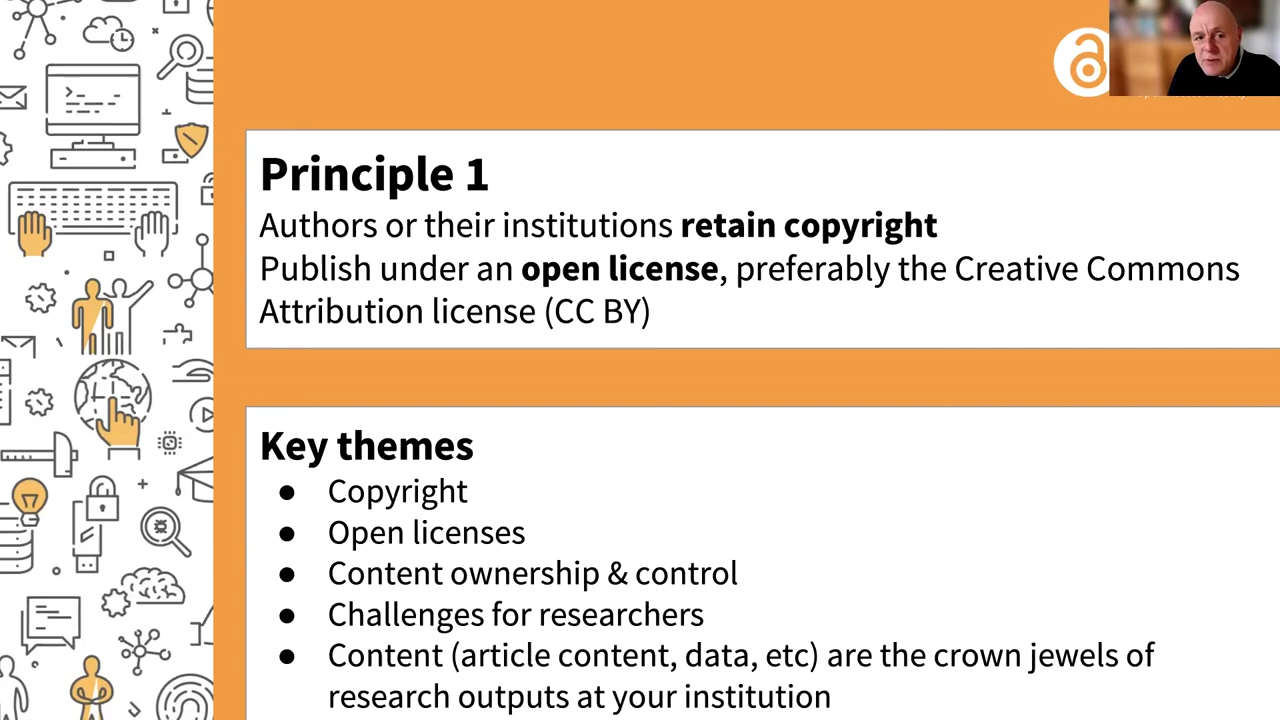 Principle 1
Authors or their institutions retain copyright
Publish under an open license, preferably the Creative Commons
Attribution license (CC BY)
Key themes
● Copyright
● Open licenses
● Content ownership & control
● Challenges for researchers
● Content (article content, data, etc) are the crown jewels of
research outputs at your institution